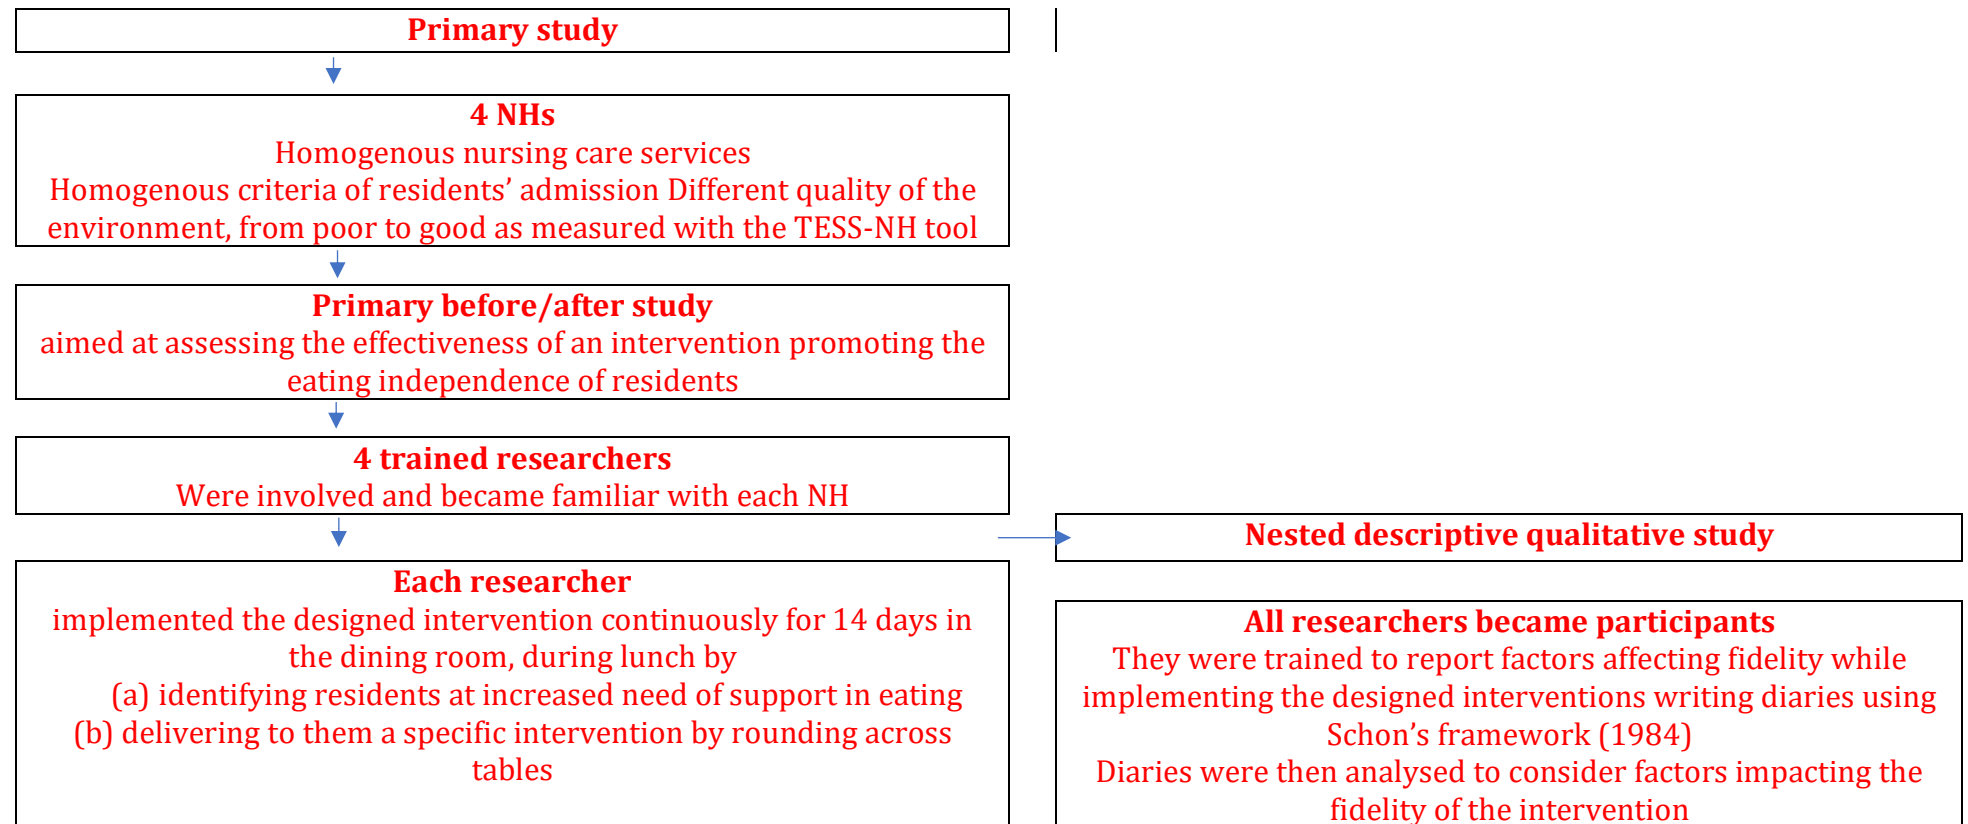 Primary study
4 NHs
Homogenous nursing care services
Homogenous criteria of residents’ admission Different quality of the
environment, from poor to good as measured with the TESS-NH tool
Primary before/after study
aimed at assessing the effectiveness of an intervention promoting the
eating independence of residents
4 trained researchers
Were involved and became familiar with each NH
Each researcher
implemented the designed intervention continuously for 14 days in
the dining room, during lunch by
(a) identifying residents at increased need of support in eating
(b) delivering to them a specific intervention by rounding across
tables
Nested descriptive qualitative study
All researchers became participants
They were trained to report factors affecting fidelity while
implementing the designed interventions writing diaries using
Schon’s framework (1984)
Diaries were then analysed to consider factors impacting the
fidelity of the intervention